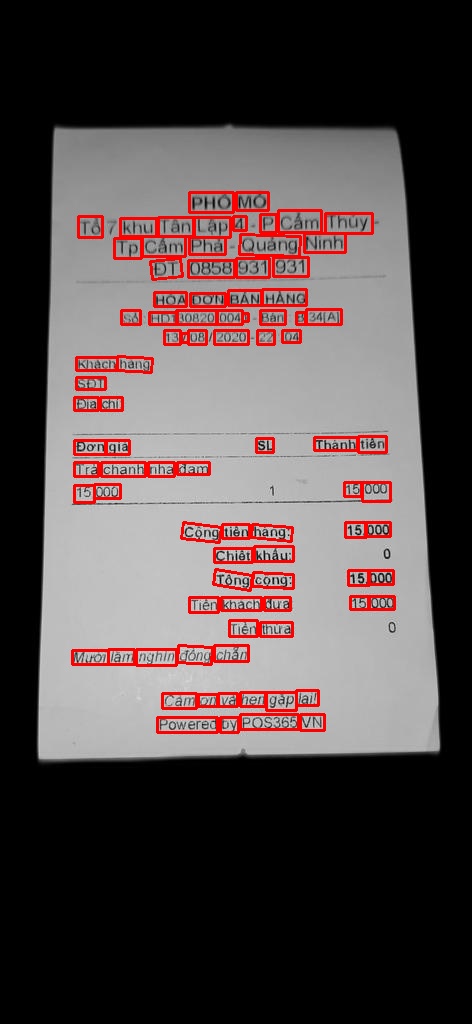 PHỐ MỎ
Tổ 7 khu Tân Lập 4 - P Cẩm Thủy -
Tp Cẩm Phả - Quảng Ninh
ĐT. 0858 931 931
HÓA ĐƠN BÁN HÀNG
Số: HD130820.0040 - Bàn: B 34[A]
13/08/2020 - 22:04
Khách hàng
SĐT
Địa chỉ
Đơn giá SL Thành tiền
Trà chanh nha đam
15,000 1 15,000
Cộng tiền hàng: 15,000
Chiết khấu: 0
Tổng cộng: 15,000
Tiền khách đưa: 15,000
Tiền thừa 0
Mười lăm nghìn đồng chẵn
Cảm ơn và hẹn gặp lại!
Powered by POS365.VN